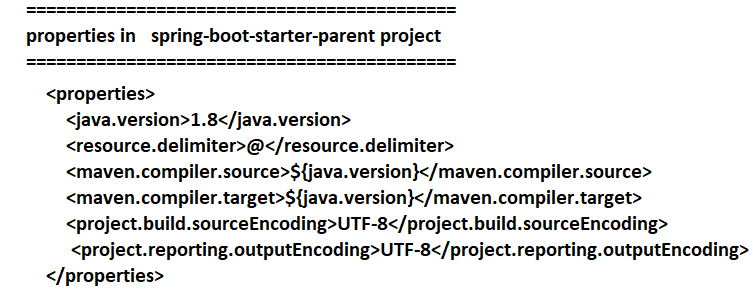 ===========================================
properties in spring-boot-starter-parent project
===========================================
<properties>
<java.version>1.8</java.version>
<resource.delimiter>@</resource.delimiter>
<maven.compiler.source>${java.version}</maven.compiler.source>
<maven.compiler.target>${java.version}</maven.compiler.target>
<project.build.sourceEncoding>UTF-8</project.build.sourceEncoding>
<project.reporting.outputEncoding>UTF-8</project.reporting.outputEncoding>
</properties>